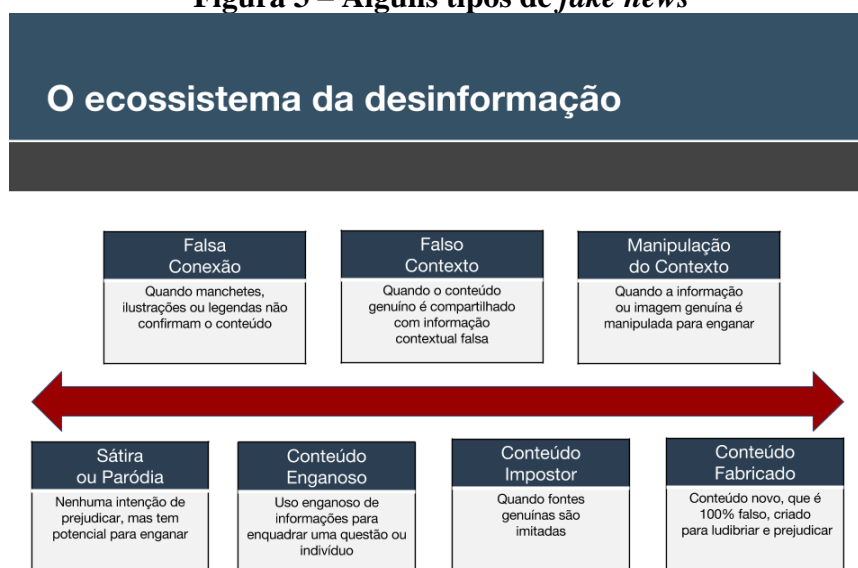 Figura 3 – Alguns tipos de fake news
O ecossistema da desinformação
Falsa
Conexão
Quando manchetes,
ilustrações ou legendas não
confirmam o conteúdo
Falso
Contexto
Quando o conteúdo
genuíno é compartilhado
com informação
contextual falsa
Manipulação
do Contexto
Quando a informação
ou imagem genuína é
manipulada para enganar
Sátira
ou Paródia
Nenhuma intenção de
prejudicar, mas tem
potencial para enganar
Conteúdo
Enganoso
Uso enganoso de
informações para
enquadrar uma questão ou
indivíduo
Conteúdo
Impostor
Quando fontes
genuínas são
imitadas
Conteúdo
Fabricado
Conteúdo novo, que é
100% falso, criado
para ludibriar e prejudicar